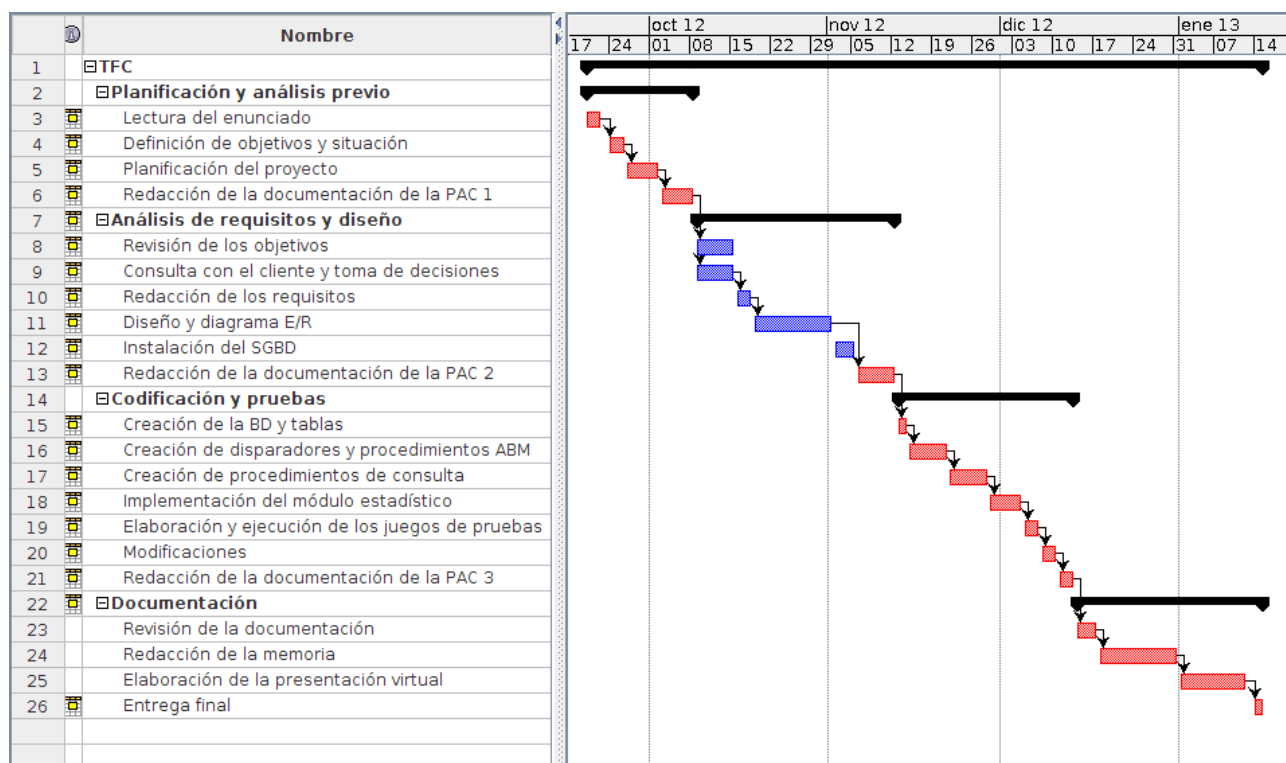 Nombre
oct 12 nov 12 dic 12 ene 13
17 24 01 08 15 22 29 05 12 19 26 03 10 17 24 31 07 14
1 TFC
2 Planificación y análisis previo
3 Lectura del enunciado
4 Definición de objetivos y situación
5 Planificación del proyecto
6 Redacción de la documentación de la PAC 1
7 Análisis de requisitos y diseño
8 Revisión de los objetivos
9 Consulta con el cliente y toma de decisiones
10 Redacción de los requisitos
11 Diseño y diagrama E/R
12 Instalación del SGBD
13 Redacción de la documentación de la PAC 2
14 Codificación y pruebas
15 Creación de la BD y tablas
16 Creación de disparadores y procedimientos ABM
17 Creación de procedimientos de consulta
18 Implementación del módulo estadístico
19 Elaboración y ejecución de los juegos de pruebas
20 Modificaciones
21 Redacción de la documentación de la PAC 3
22 Documentación
23 Revisión de la documentación
24 Redacción de la memoria
25 Elaboración de la presentación virtual
26 Entrega final